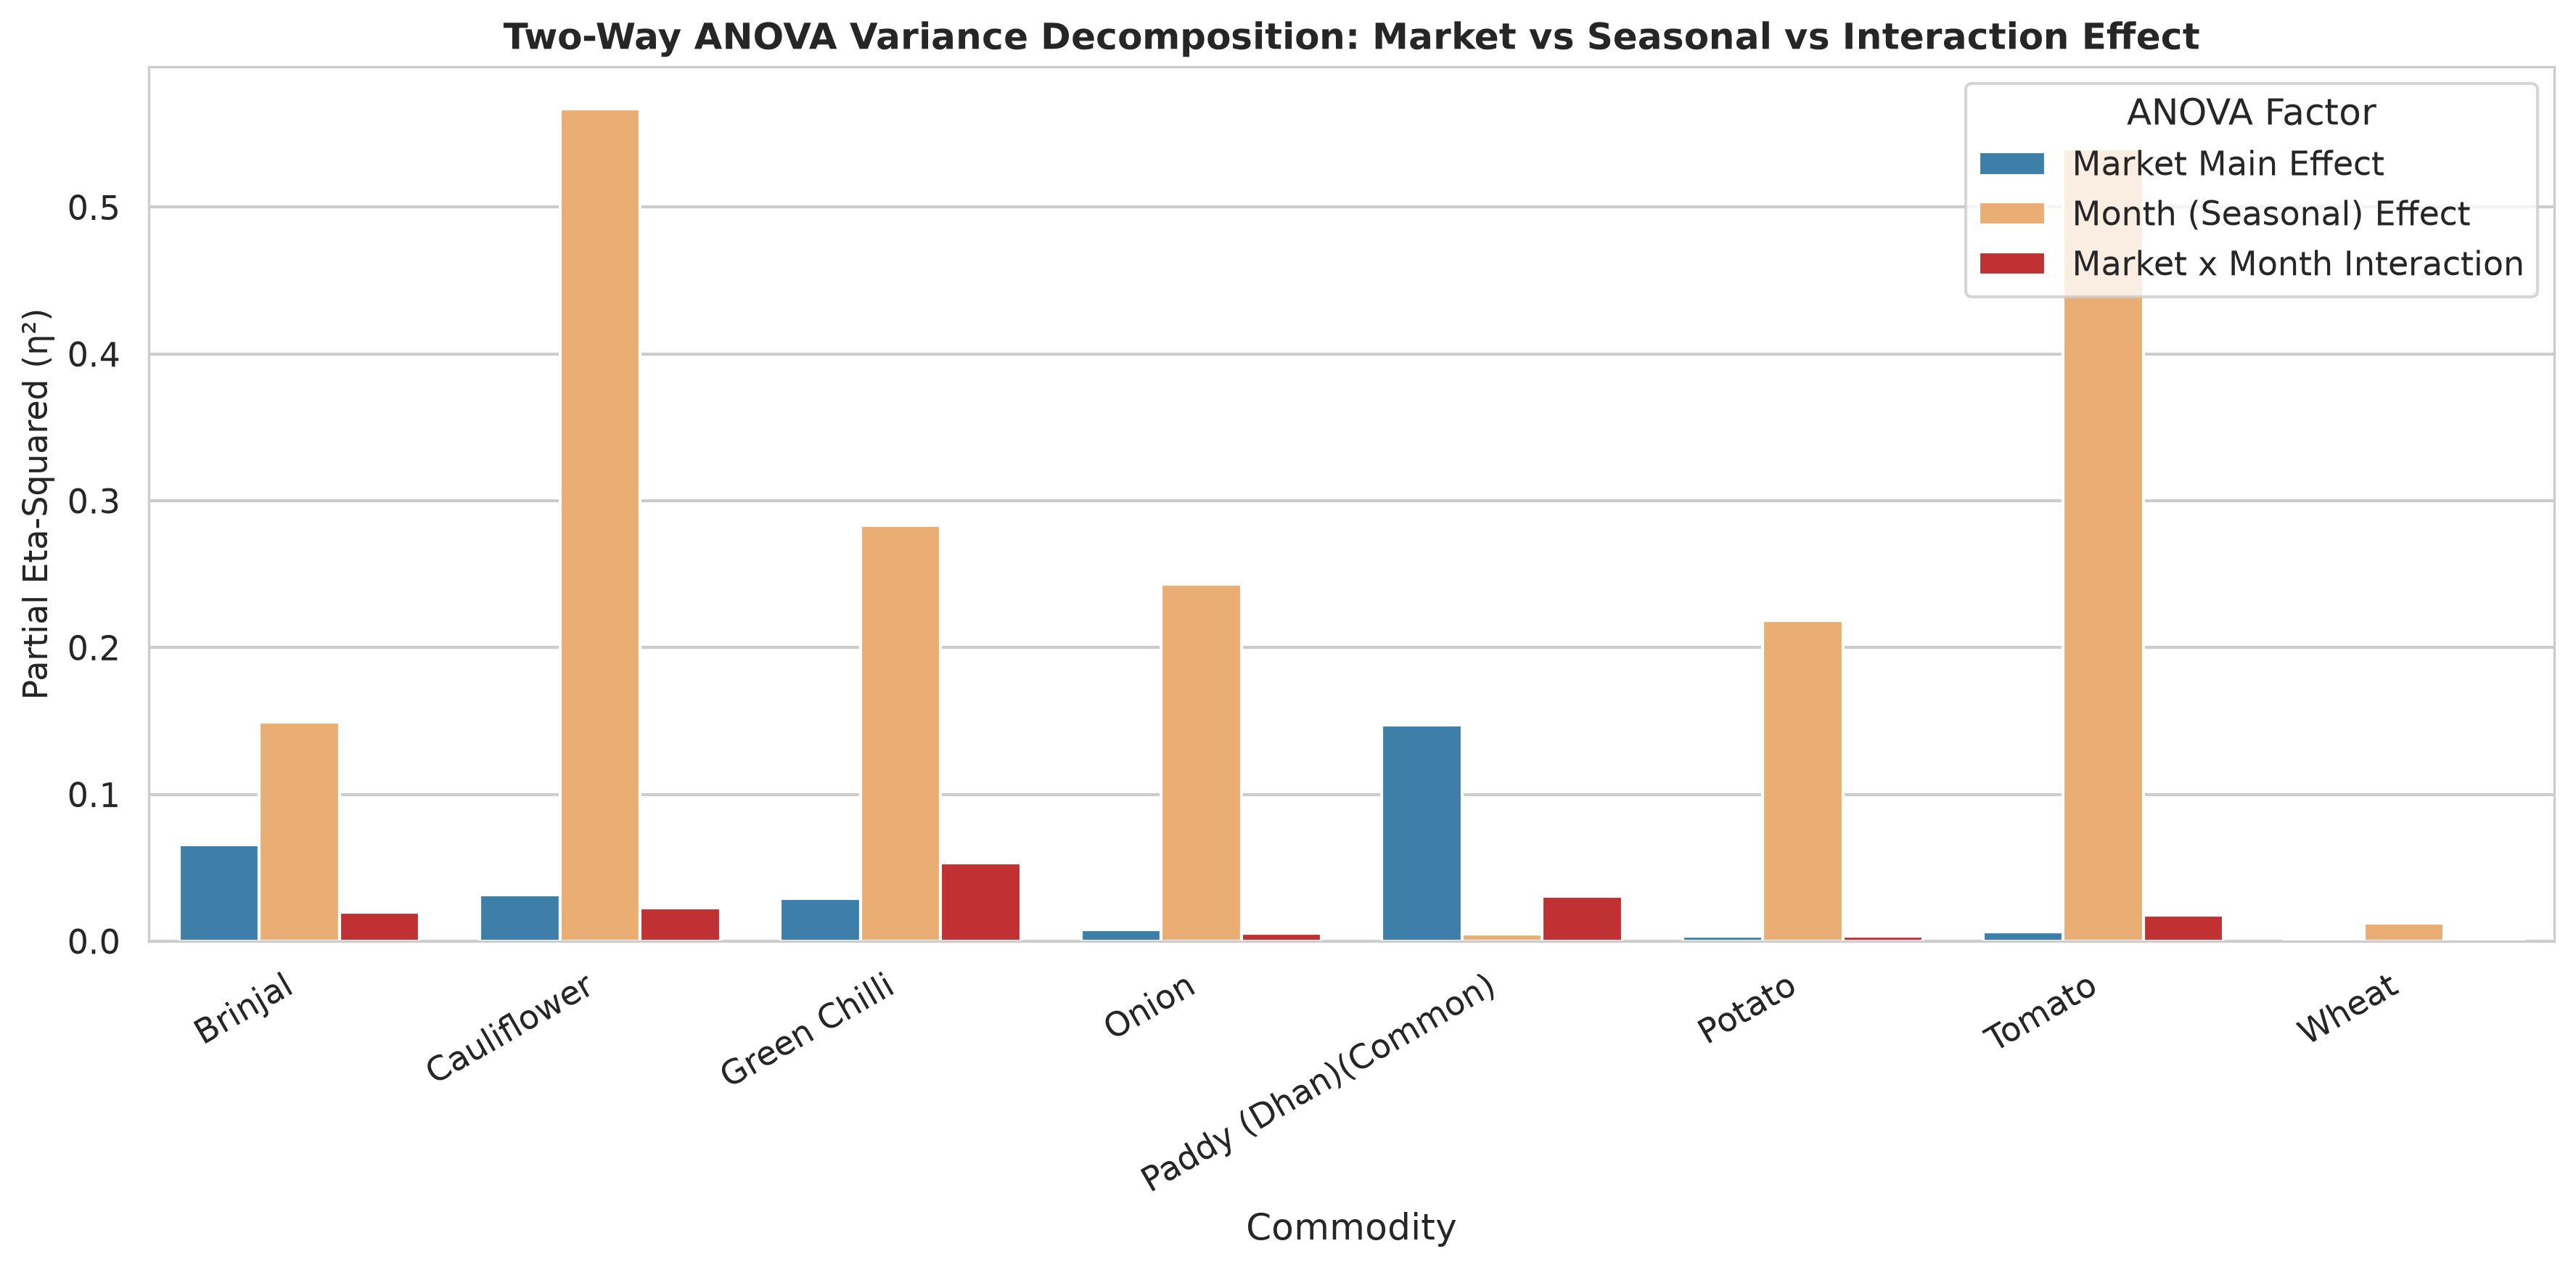 Two-Way ANOVA Variance Decomposition: Market vs Seasonal vs Interaction Effect
ANOVA Factor
Market Main Effect
Month (Seasonal) Effect
Market x Month Interaction
Partial Eta-Squared (η²)
0.5
0.4
0.3
0.2
0.1
0.0
Brinjal
Cauliflower
Green Chilli
Onion
Paddy (Dhan)(Common)
Potato
Tomato
Wheat
Commodity